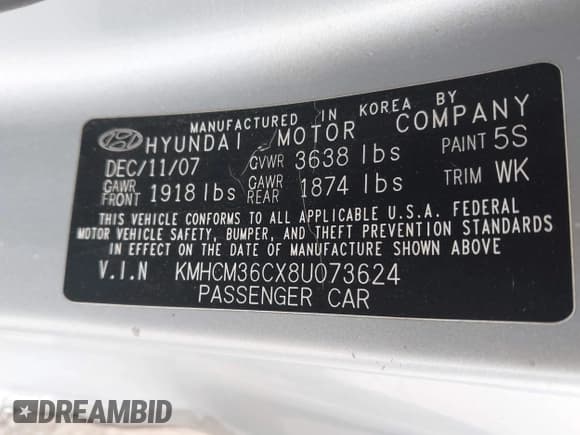 MANUFACTURED IN KOREA BY
HYUNDAI MOTOR COMPANY
DEC/11/07 GVWR 3638 lbs PAINT 5S
GAWR FRONT 1918 lbs GAWR REAR 1874 lbs TRIM WK
THIS VEHICLE CONFORMS TO ALL APPLICABLE U.S.A. FEDERAL
MOTOR VEHICLE SAFETY, BUMPER, AND THEFT PREVENTION STANDARDS
IN EFFECT ON THE DATE OF MANUFACTURE SHOWN ABOVE
V.I.N KMHCM36CX8U073624
PASSENGER CAR
DREAMBID